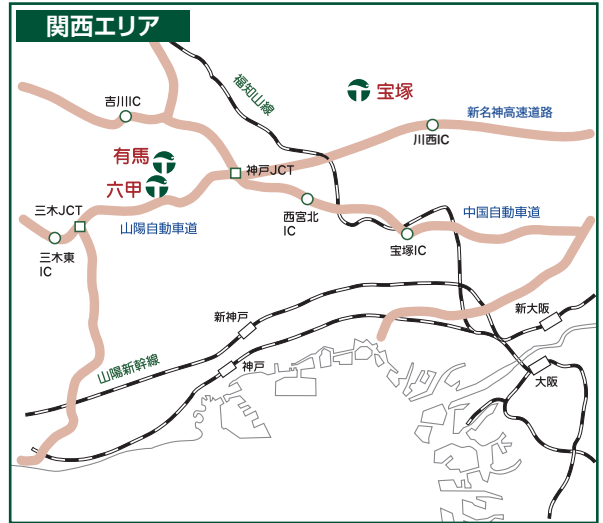 関西エリア
福知山線
宝塚
吉川IC
新名神高速道路
川西IC
有馬
神戸JCT
六甲
三木JCT
西宮北
IC
中国自動車道
山陽自動車道
宝塚IC
三木東
IC
新大阪
新神戸
山陽新幹線
神戸
大阪